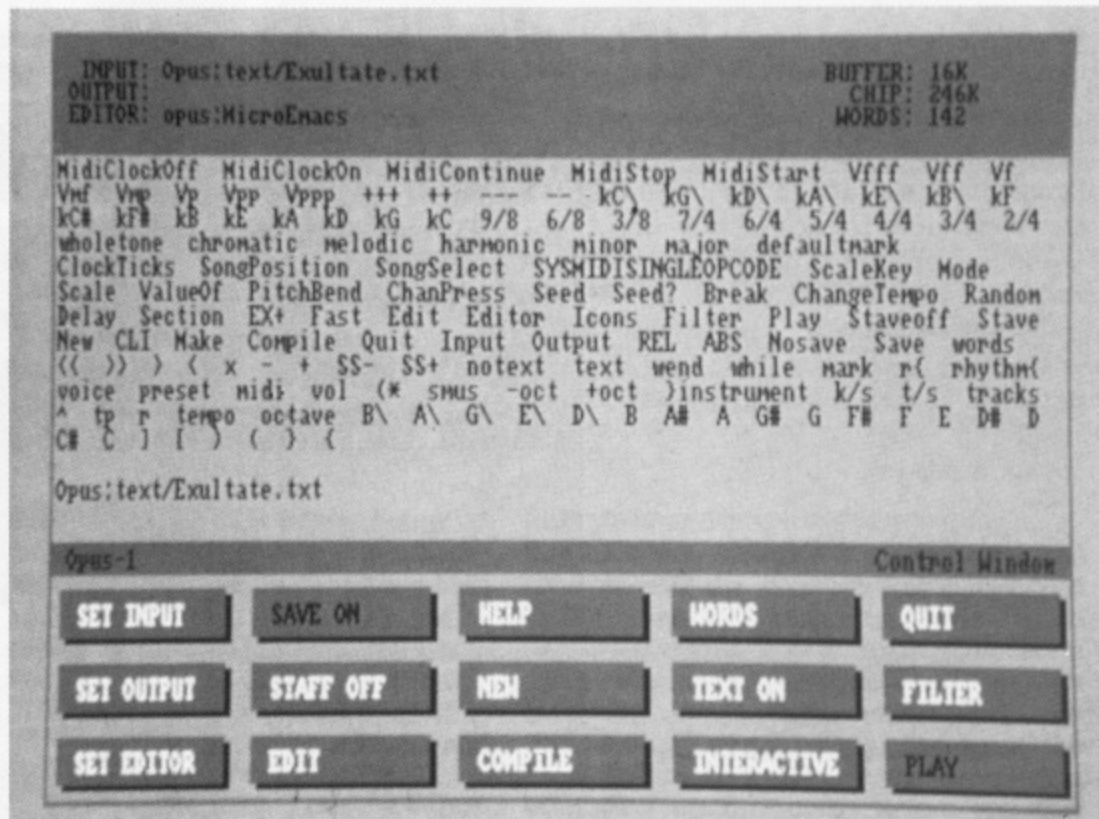 INPUT: Opus:text/Exultate.txt BUFFER: 16K
OUTPUT: CHIP: 246K
EDITOR: opus:MicroEmacs WORDS: 142
MidiClockOff MidiClockOn MidiContinue MidiStop MidiStart Vfff Vff Vf
Vmf Vmp Vp Vpp Vppp +++ ++ --- -- kC\ kG\ kD\ kA\ kE\ kB\ kF
kC# kF# kB kE kA kD kG kC 9/8 6/8 3/8 7/4 6/4 5/4 4/4 3/4 2/4
wholetone chromatic melodic harmonic minor major defaultmark
ClockTicks SongPosition SongSelect SYSMIDISINGLEOPCODE ScaleKey Mode
Scale ValueOf PitchBend ChanPress Seed Seed? Break ChangeTempo Random
Delay Section EX+ Fast Edit Editor Icons Filter Play Staveoff Stave
New CLI Make Compile Quit Input Output REL ABS Nosave Save words
(( )) > < x - + SS- SS+ notext text wend while mark r{ rhythm{
voice preset midi vol (* smus -oct +oct )instrument k/s t/s tracks
^ tp r tempo octave B\ A\ G\ E\ D\ B A# A G# G F# F E D# D
C# C ] [ ) ( } {
Opus:text/Exultate.txt
Opus-1 Control Window
SET INPUT SAVE ON HELP WORDS QUIT
SET OUTPUT STAFF OFF NEW TEXT ON FILTER
SET EDITOR EDIT COMPILE INTERACTIVE PLAY